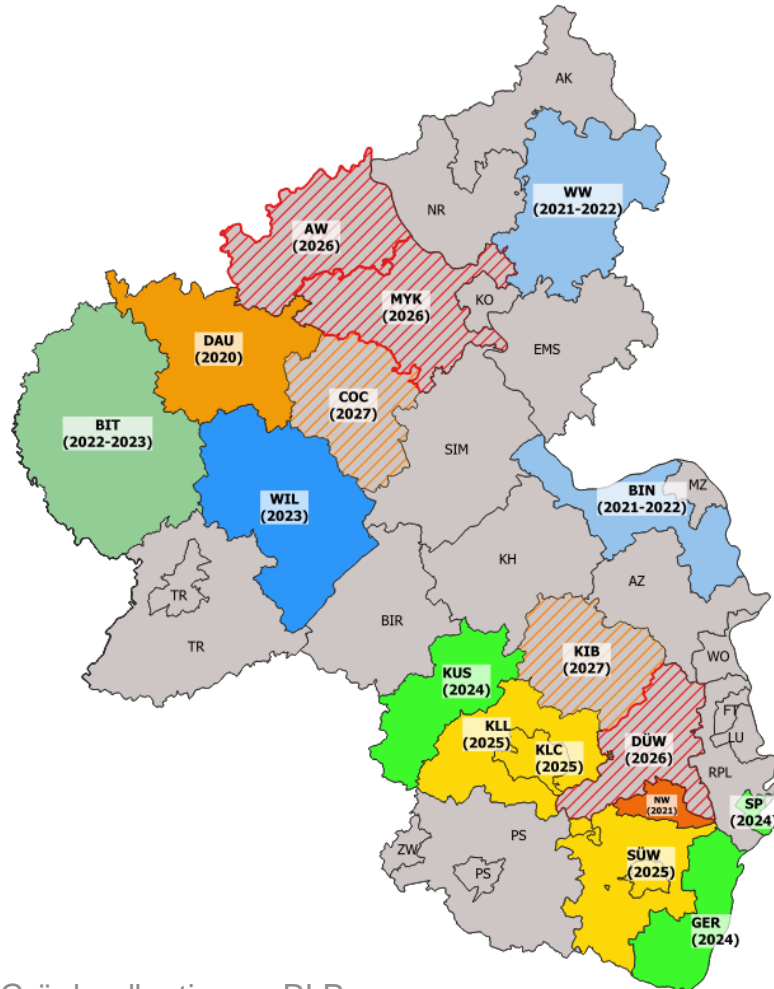 AK
WW
(2021-2022)
NR
AW
(2026)
MYK
(2026)
KO
DAU
(2020)
EMS
COC
(2027)
BIT
(2022-2023)
SIM
WIL
(2023)
BIN
(2021-2022)
MZ
KH
AZ
TR
TR
BIR
KIB
(2027)
WO
KUS
(2024)
FT
KLL
(2025)
KLC
(2025)
LU
DÜW
(2026)
RPL
NW
(2021)
SP
(2024)
PS
ZW
PS
SÜW
(2025)
GER
(2024)